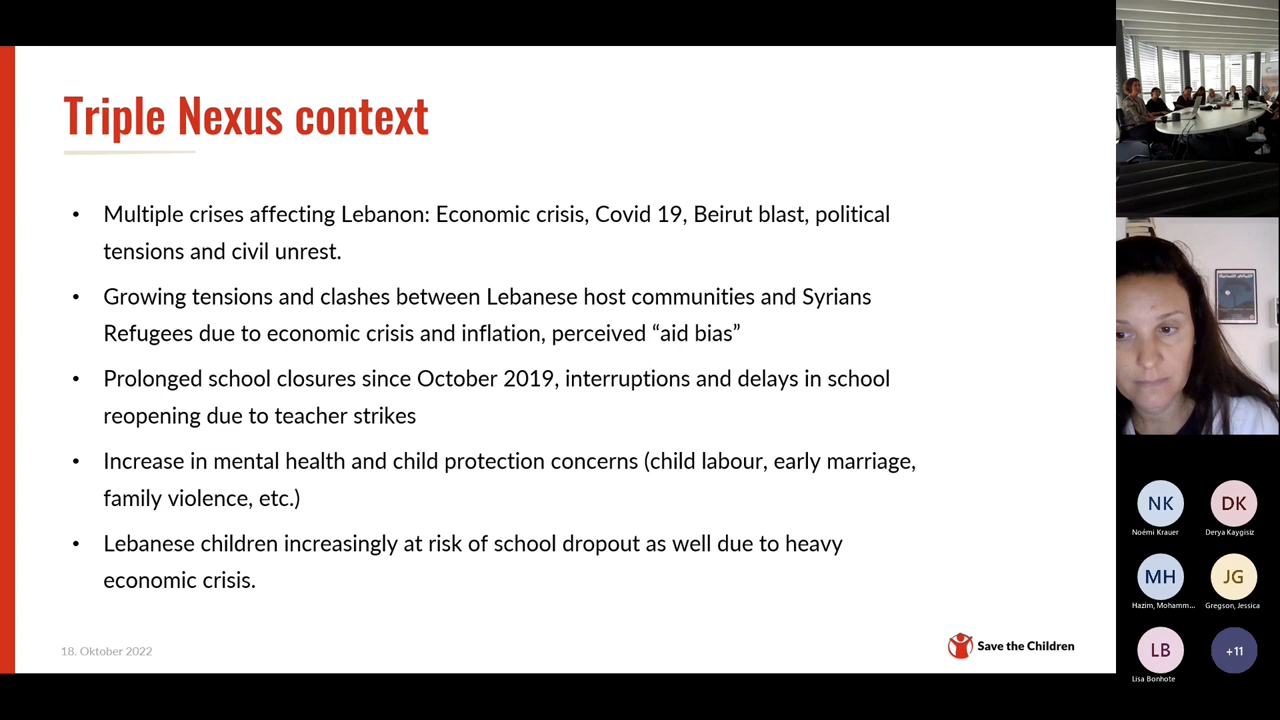 Triple Nexus context
• Multiple crises affecting Lebanon: Economic crisis, Covid 19, Beirut blast, political
tensions and civil unrest.
• Growing tensions and clashes between Lebanese host communities and Syrians
Refugees due to economic crisis and inflation, perceived “aid bias”
• Prolonged school closures since October 2019, interruptions and delays in school
reopening due to teacher strikes
• Increase in mental health and child protection concerns (child labour, early marriage,
family violence, etc.)
• Lebanese children increasingly at risk of school dropout as well due to heavy
economic crisis.
18. Oktober 2022
Save the Children
NK
DK
Noémi Krauer
Derya Kaygisiz
MH
JG
Hazim, Mohamm...
Gregson, Jessica
LB
+11
Lisa Bonhote